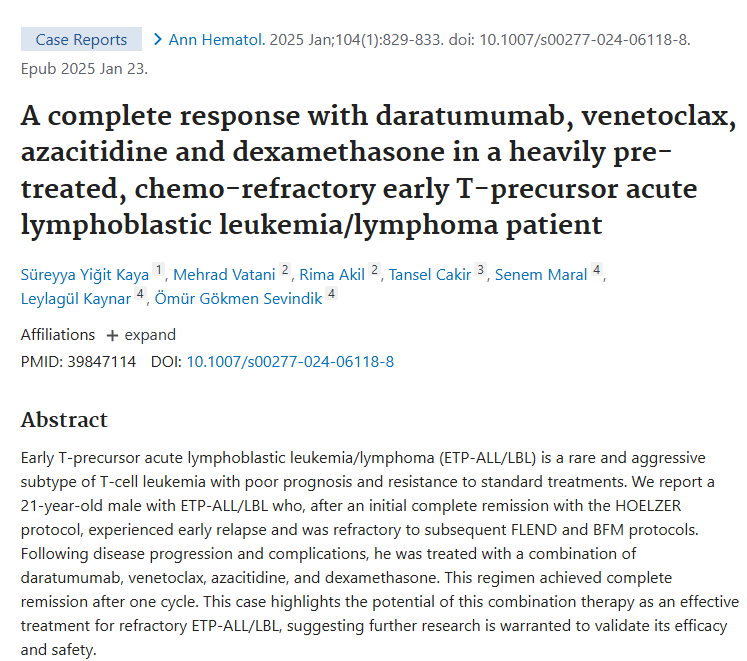 Case Reports > Ann Hematol. 2025 Jan;104(1):829-833. doi: 10.1007/s00277-024-06118-8.
Epub 2025 Jan 23.
A complete response with daratumumab, venetoclax,
azacitidine and dexamethasone in a heavily pre-
treated, chemo-refractory early T-precursor acute
lymphoblastic leukemia/lymphoma patient
Süreyya Yiğit Kaya 1, Mehrad Vatani 2, Rima Akil 2, Tansel Cakir 3, Senem Maral 4,
Leylagül Kaynar 4, Ömür Gökmen Sevindik 4
Affiliations + expand
PMID: 39847114 DOI: 10.1007/s00277-024-06118-8
Abstract
Early T-precursor acute lymphoblastic leukemia/lymphoma (ETP-ALL/LBL) is a rare and aggressive
subtype of T-cell leukemia with poor prognosis and resistance to standard treatments. We report a
21-year-old male with ETP-ALL/LBL who, after an initial complete remission with the HOELZER
protocol, experienced early relapse and was refractory to subsequent FLEND and BFM protocols.
Following disease progression and complications, he was treated with a combination of
daratumumab, venetoclax, azacitidine, and dexamethasone. This regimen achieved complete
remission after one cycle. This case highlights the potential of this combination therapy as an effective
treatment for refractory ETP-ALL/LBL, suggesting further research is warranted to validate its efficacy
and safety.